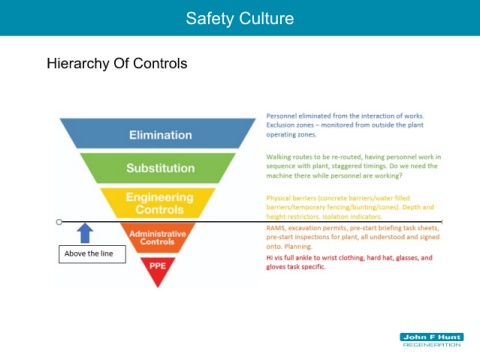 Safety Culture
Hierarchy Of Controls
Elimination
Personnel eliminated from the interaction of works.
Exclusion zones – monitored from outside the plant
operating zones.
Substitution
Walking routes to be re-routed, having personnel work in
sequence with plant, staggered timings. Do we need the
machine there while personnel are working?
Engineering
Controls
Physical barriers (concrete barriers/water filled
barriers/temporary fencing/bunting/cones). Depth and
height restrictors. Isolation indicators.
Administrative
Controls
RAMS, excavation permits, pre-start briefing task sheets,
pre-start inspections for plant, all understood and signed
onto. Planning.
Above the line
PPE
Hi vis full ankle to wrist clothing, hard hat, glasses, and
gloves task specific.
John F Hunt
REGENERATION